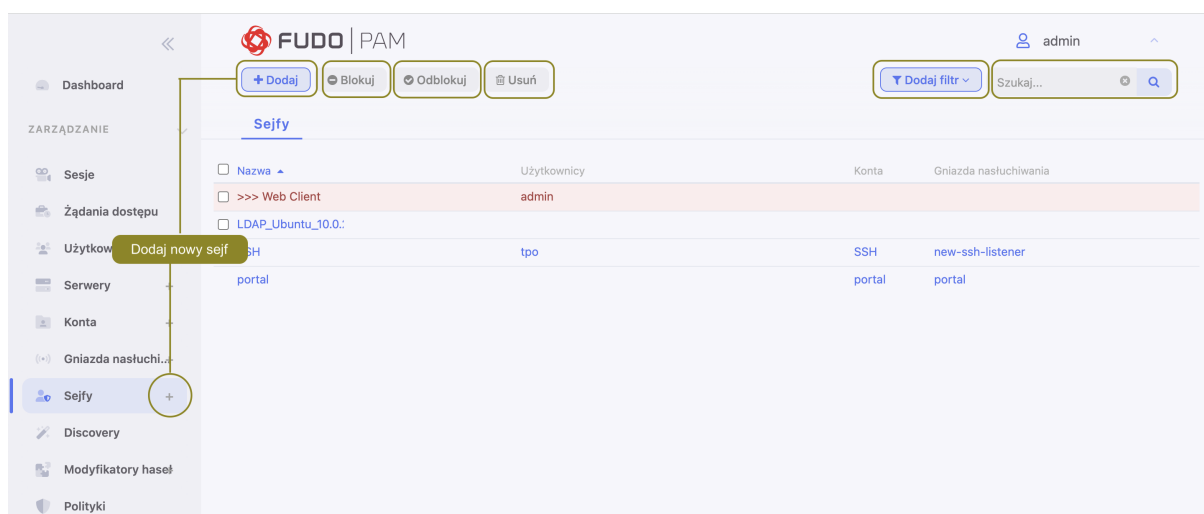 FUDO PAM
admin
Dodaj
Blokuj
Odblokuj
Usuń
Dodaj filtr
Szukaj...
Dashboard
ZARZĄDZANIE
Sesje
Żądania dostępu
Dodaj nowy sejf
Serwery
Konta
Gniazda nasłuchi...
Sejfy
Discovery
Modyfikatory haseł
Polityki
Sejfy
Nazwa Użytkownicy Konta Gniazda nasłuchiwania
>>> Web Client admin
LDAP_Ubuntu_10.0.
tpo SSH new-ssh-listener
portal portal portal